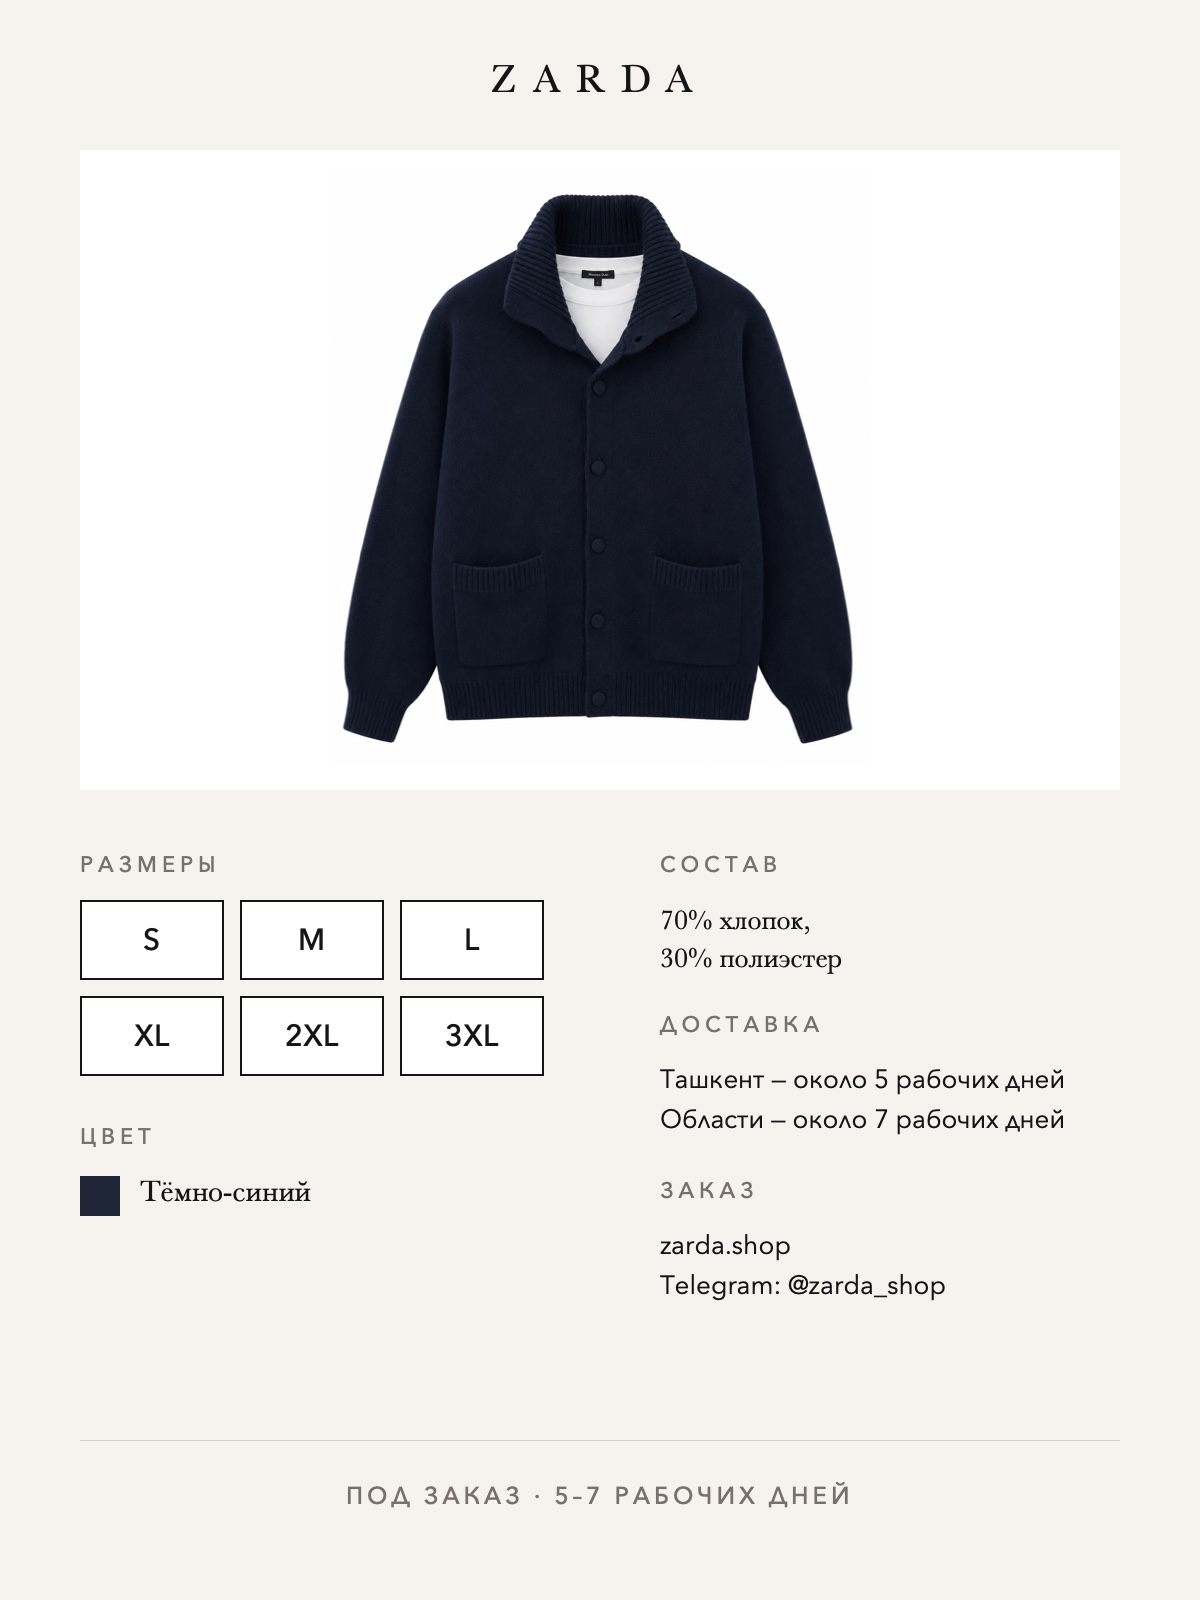 ZARDA
РАЗМЕРЫ
S
M
L
XL
2XL
3XL
ЦВЕТ
Тёмно-синий
СОСТАВ
70% хлопок,
30% полиэстер
ДОСТАВКА
Ташкент – около 5 рабочих дней
Области – около 7 рабочих дней
ЗАКАЗ
zarda.shop
Telegram: @zarda_shop
ПОД ЗАКАЗ · 5–7 РАБОЧИХ ДНЕЙ